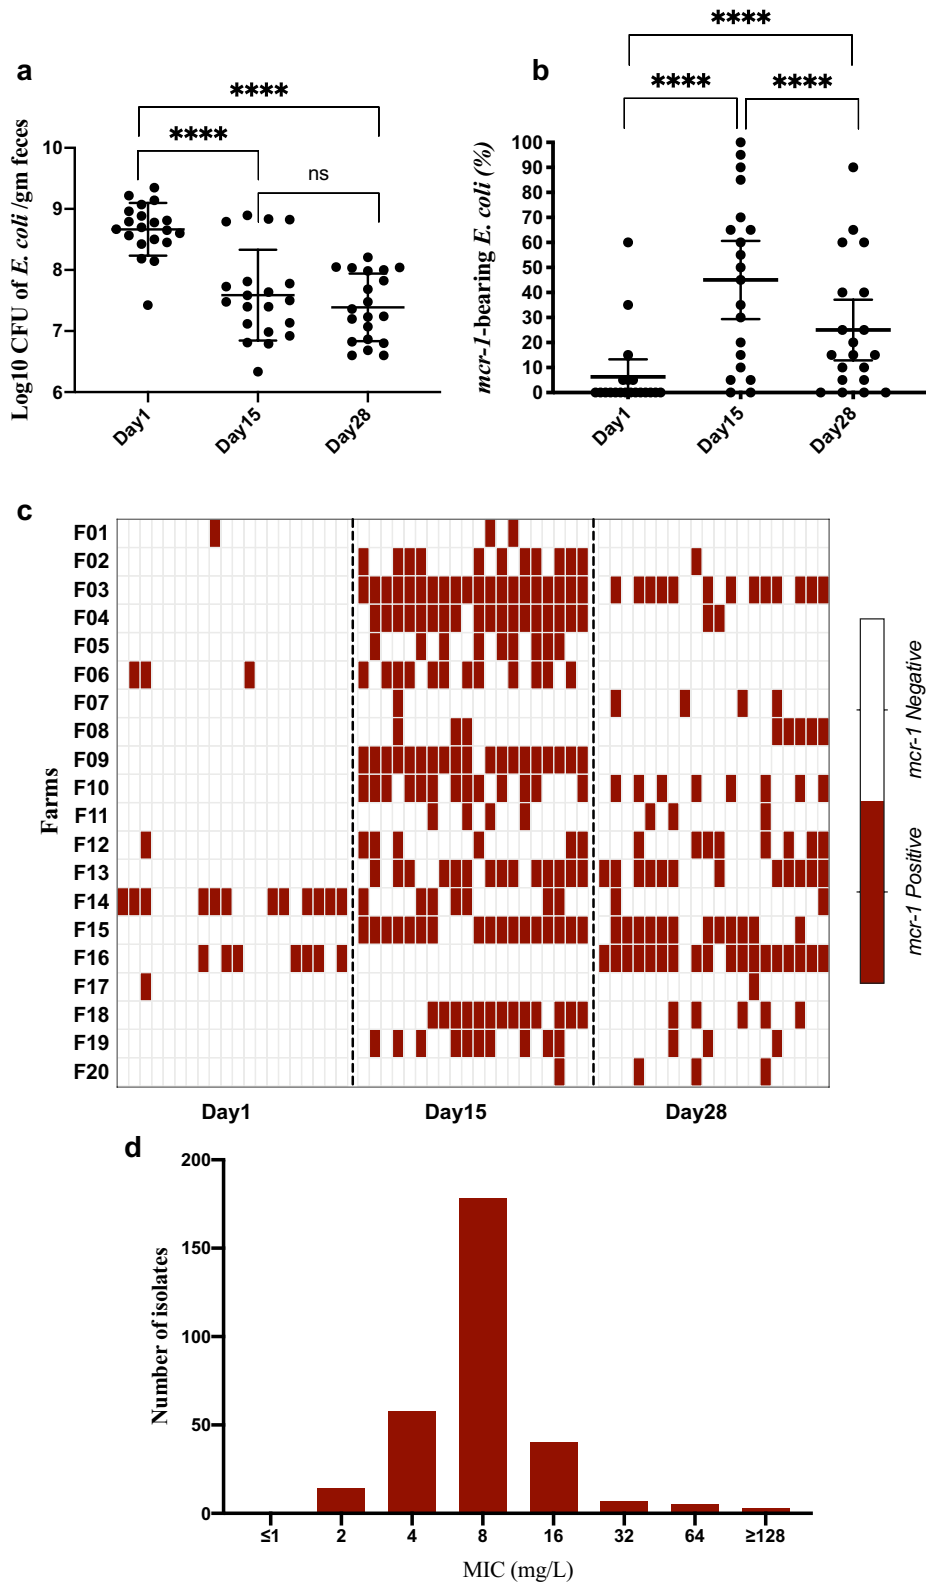 a
****
****
ns
Log10 CFU of E. coli /gm feces
10
9
8
7
6
Day1
Day15
Day28
b
****
****
****
mcr-1-bearing E. coli (%)
100
90
80
70
60
50
40
30
20
10
0
Day1
Day15
Day28
c
Farms
F01
F02
F03
F04
F05
F06
F07
F08
F09
F10
F11
F12
F13
F14
F15
F16
F17
F18
F19
F20
Day1
Day15
Day28
mcr-1 Negative
mcr-1 Positive
d
Number of isolates
200
150
100
50
0
≤1
2
4
8
16
32
64
≥128
MIC (mg/L)